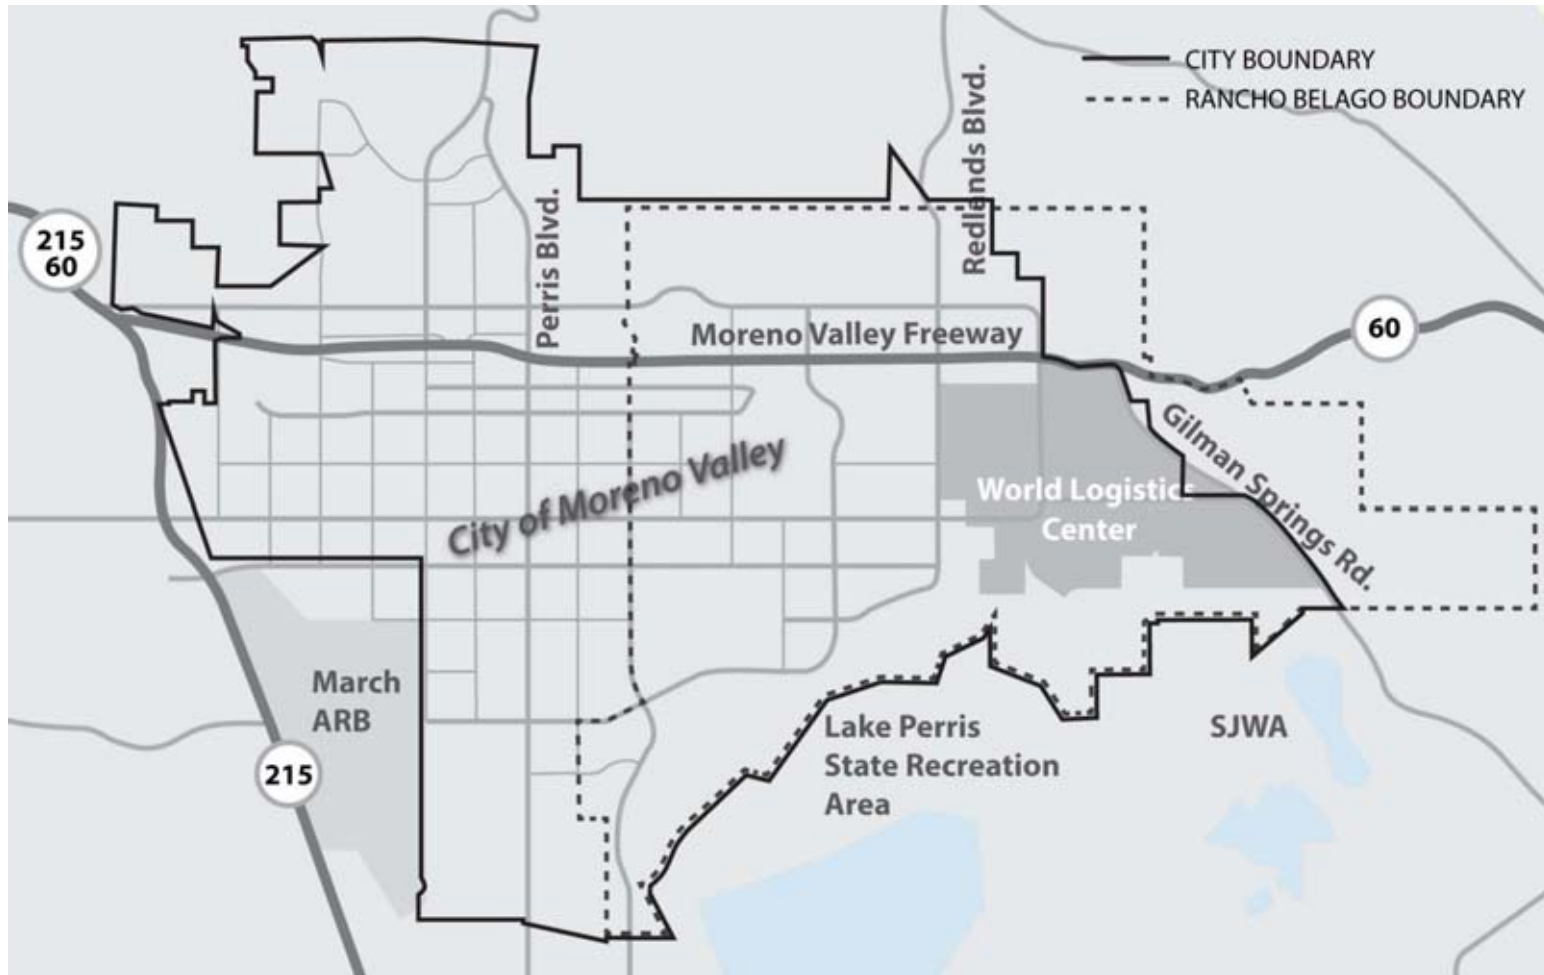 CITY BOUNDARY
RANCHO BELAGO BOUNDARY
Redlands Blvd.
Perris Blvd.
215
60
Moreno Valley Freeway
60
Gilman Springs Rd.
City of Moreno Valley
World Logistics
Center
March
ARB
215
Lake Perris
State Recreation
Area
SJWA